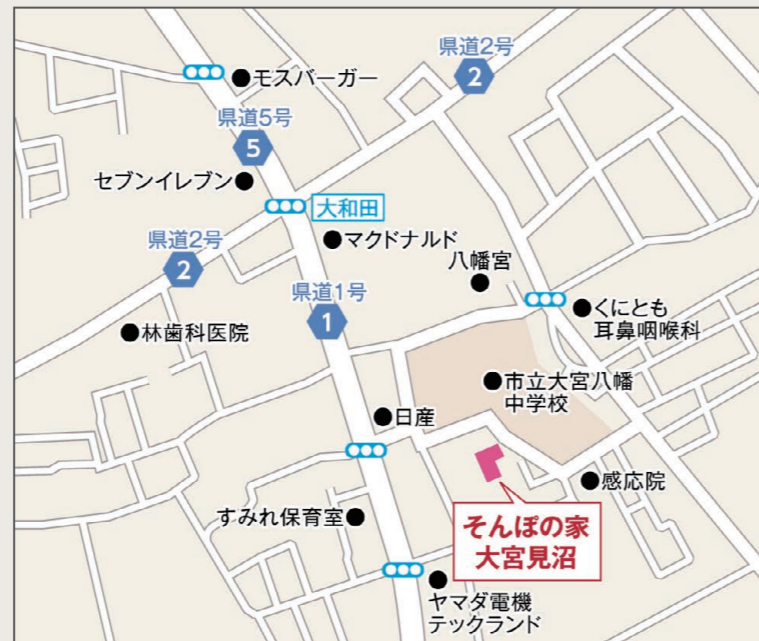 県道2号
2
モスバーガー
県道5号
5
セブンイレブン
大和田
県道2号
2
マクドナルド
八幡宮
県道1号
1
くにとも
耳鼻咽喉科
林歯科医院
市立大宮八幡
中学校
日産
感応院
すみれ保育室
そんぽの家
大宮見沼
ヤマダ電機
テックランド